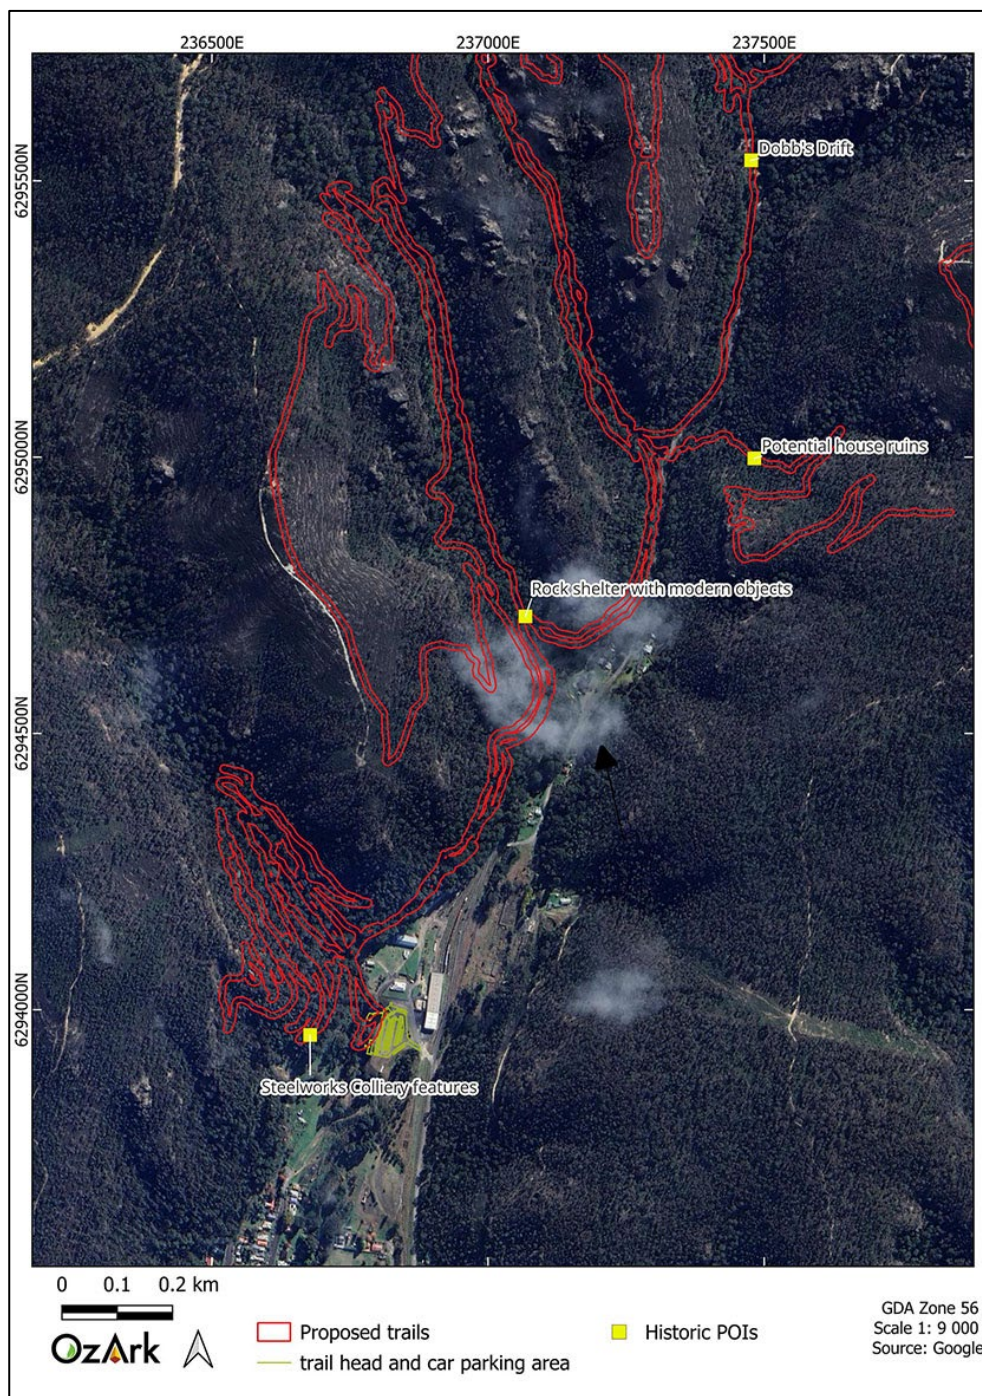 236500E 237000E 237500E
6295500N
Dobb's Drift
6295000N
Potential house ruins
Rock shelter with modern objects
6294500N
6294000N
Steelworks Colliery features
0 0.1 0.2 km
OzArk
Proposed trails
trail head and car parking area
Historic POIs
GDA Zone 56
Scale 1: 9 000
Source: Google